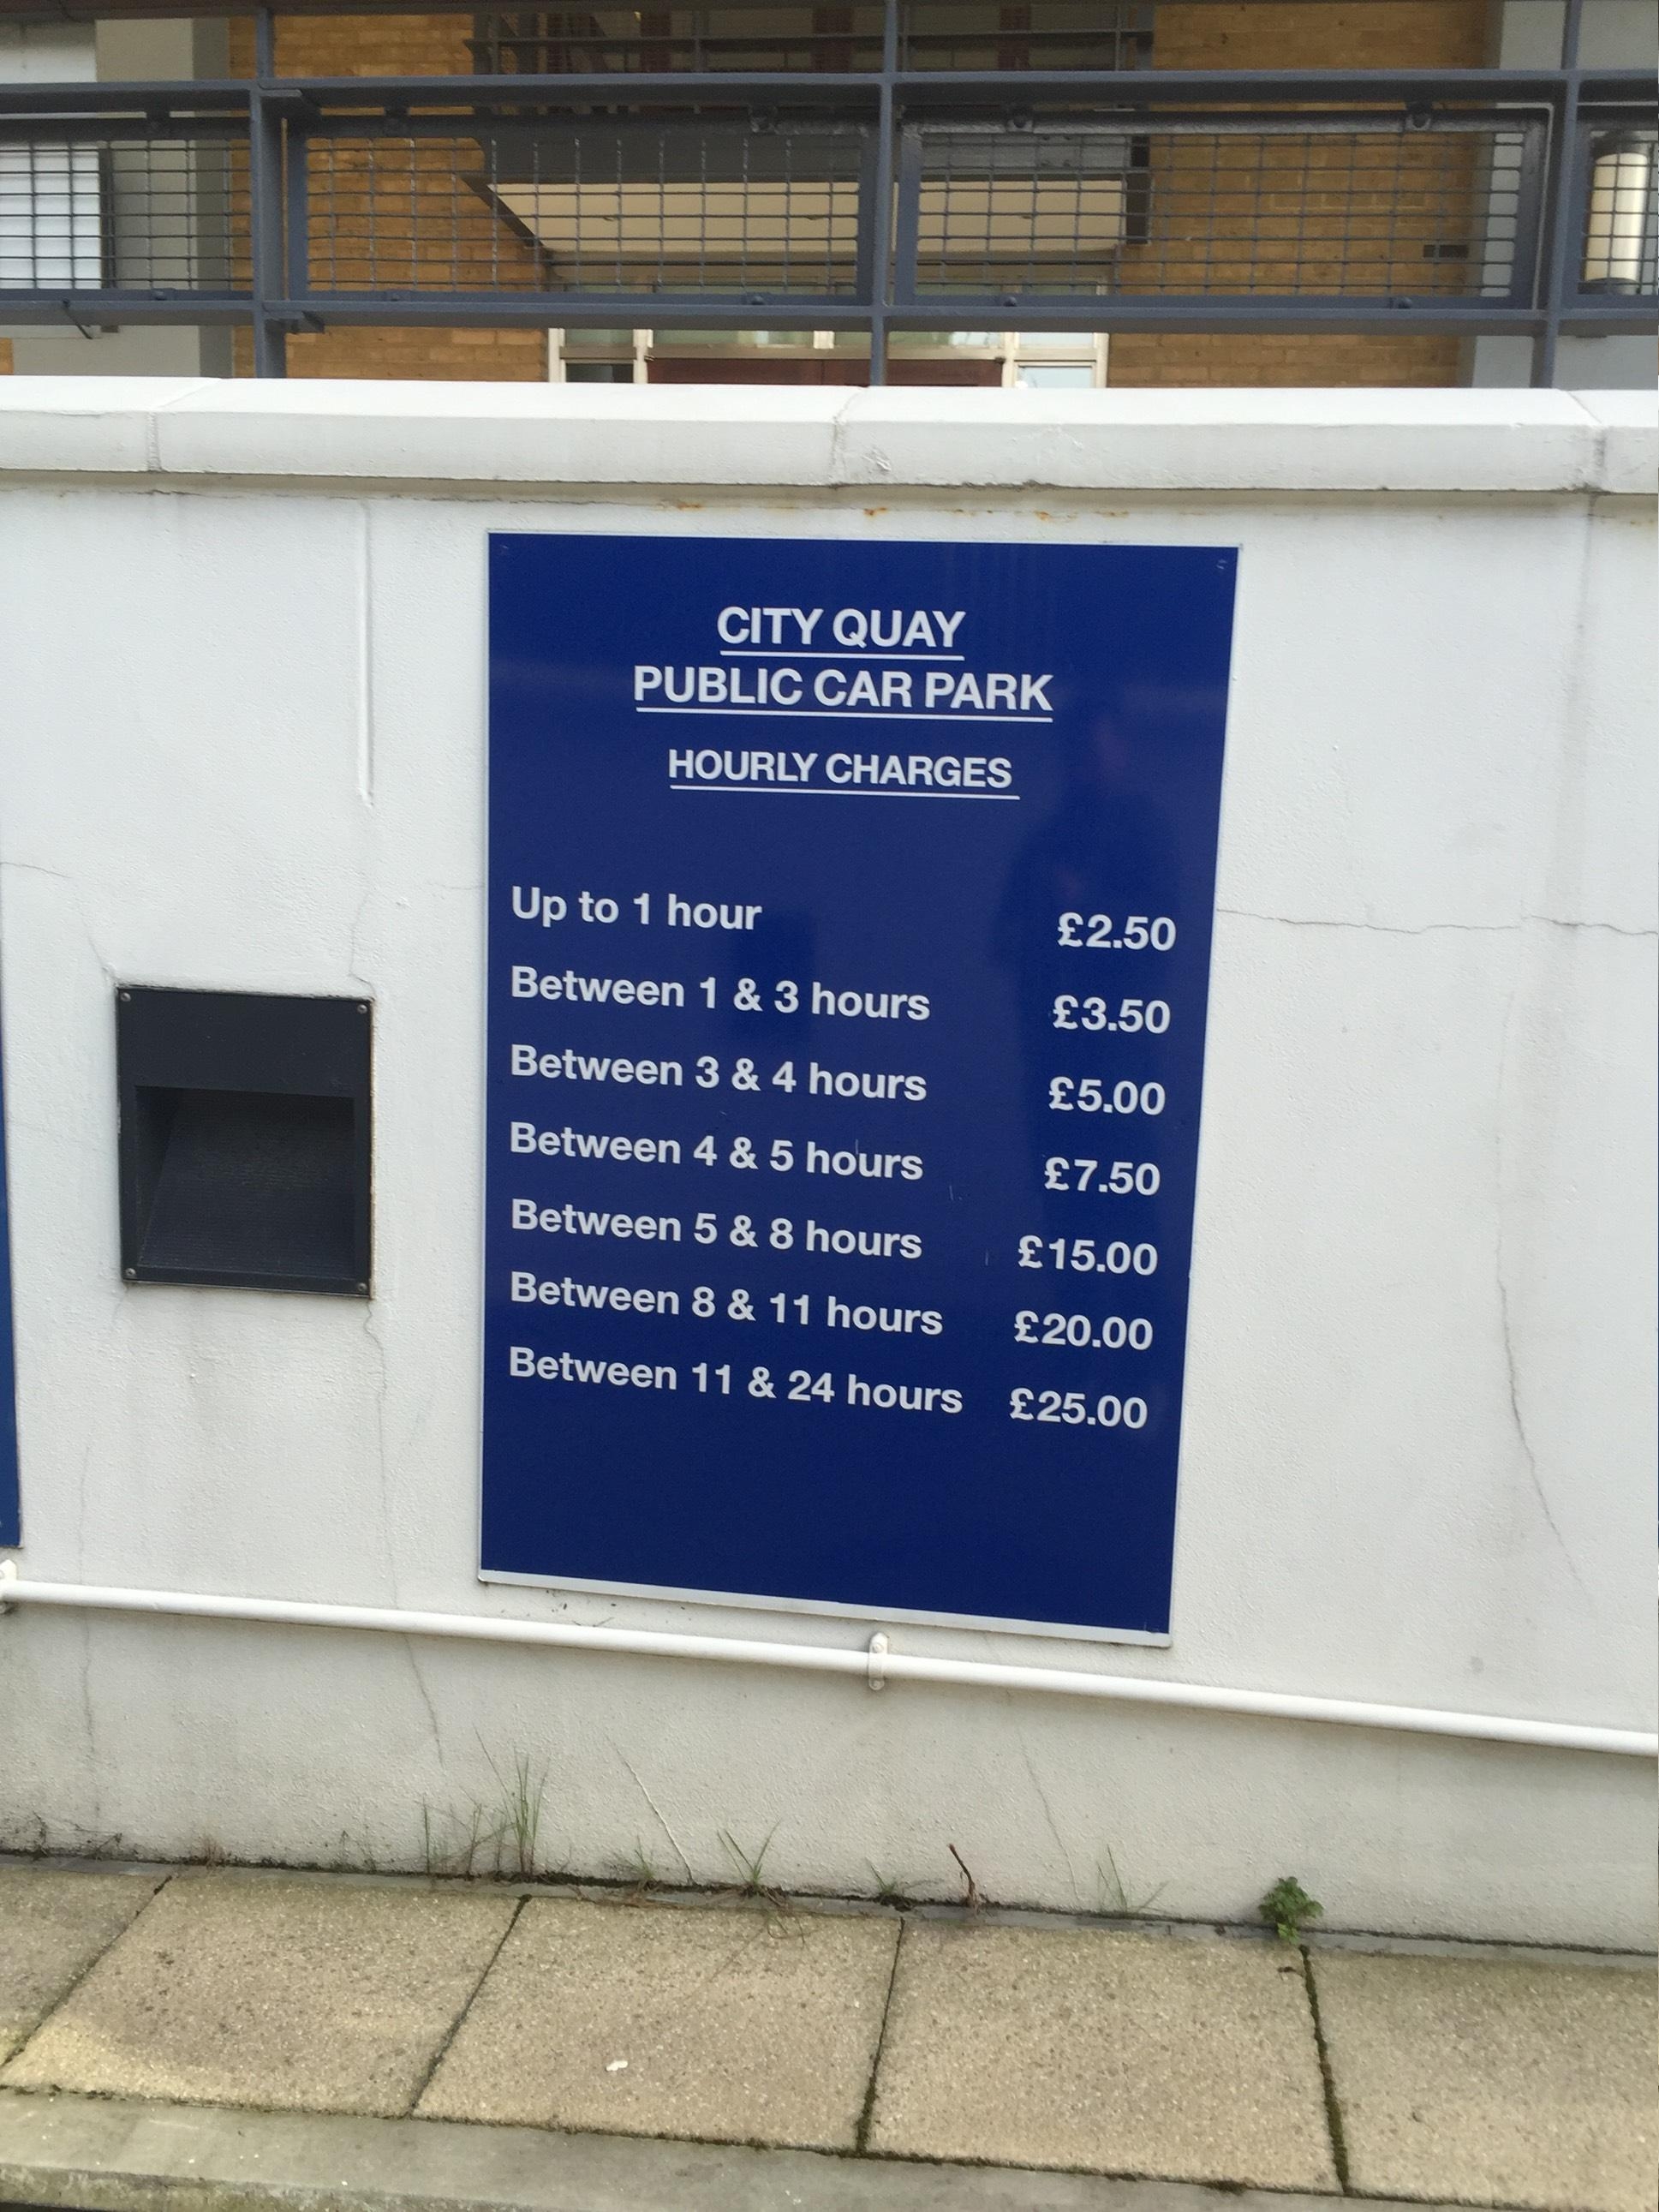 CITY QUAY
PUBLIC CAR PARK
HOURLY CHARGES
Up to 1 hour £2.50
Between 1 & 3 hours £3.50
Between 3 & 4 hours £5.00
Between 4 & 5 hours £7.50
Between 5 & 8 hours £15.00
Between 8 & 11 hours £20.00
Between 11 & 24 hours £25.00